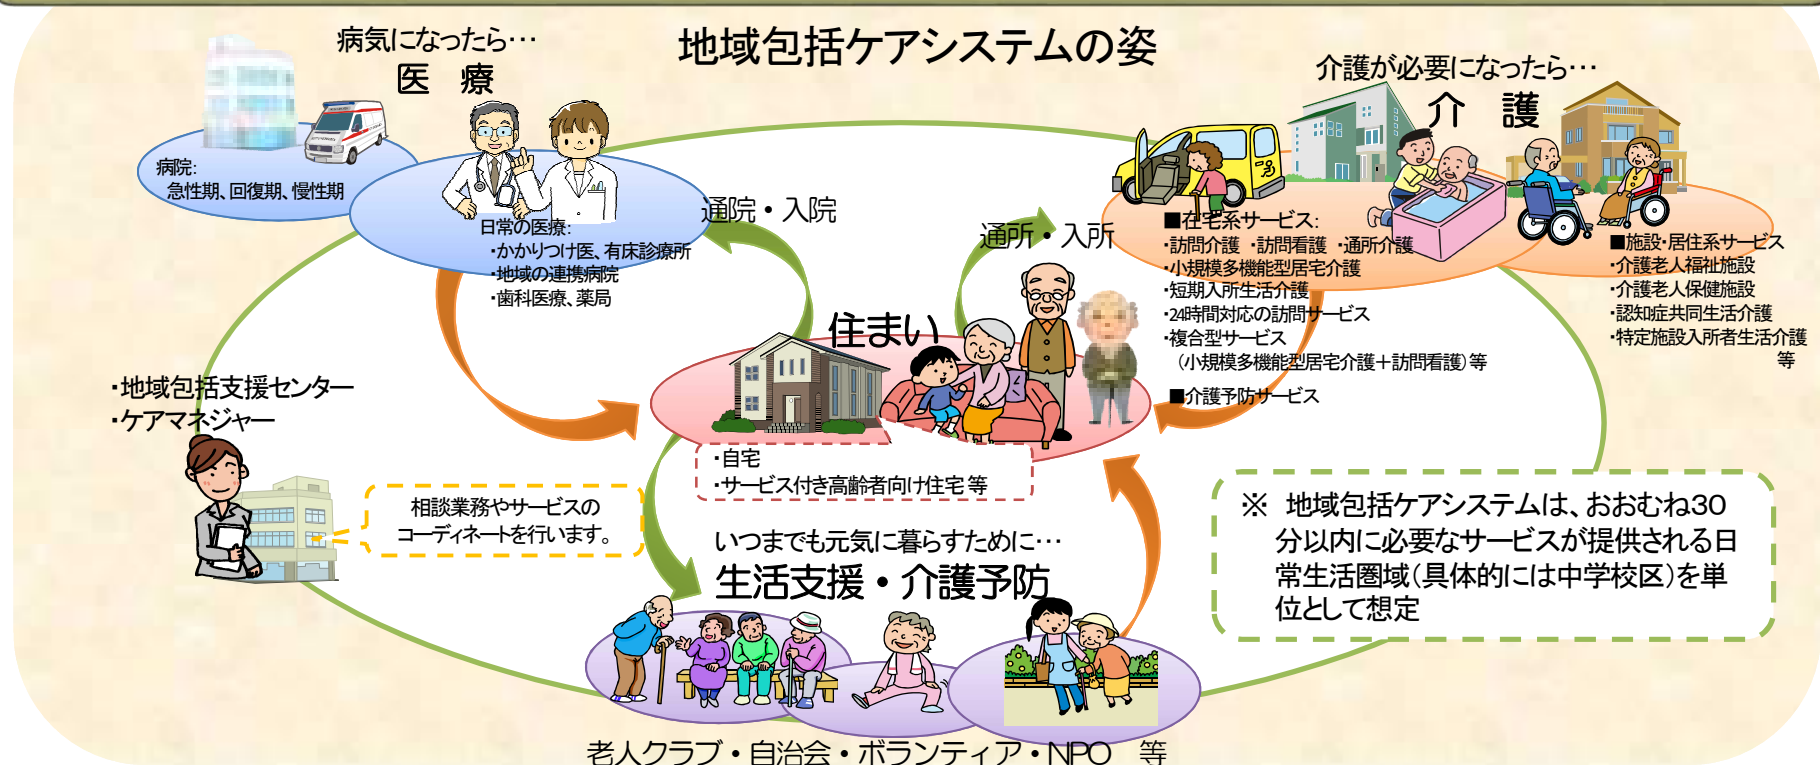 地域包括ケアシステムの姿
病気になったら…
医 療
病院:
急性期、回復期、慢性期
日常の医療:
・かかりつけ医、有床診療所
・地域の連携病院
・歯科医療、薬局
通院・入院
通所・入所
介護が必要になったら…
介 護
■在宅系サービス:
・訪問介護 ・訪問看護 ・通所介護
・小規模多機能型居宅介護
・短期入所生活介護
・24時間対応の訪問サービス
・複合型サービス
（小規模多機能型居宅介護＋訪問看護）等
■介護予防サービス
■施設・居住系サービス
・介護老人福祉施設
・介護老人保健施設
・認知症共同生活介護
・特定施設入所者生活介護
等
住まい
・自宅
・サービス付き高齢者向け住宅 等
・地域包括支援センター
・ケアマネジャー
相談業務やサービスの
コーディネートを行います。
いつまでも元気に暮らすために…
生活支援・介護予防
老人クラブ・自治会・ボランティア・NPO 等
※ 地域包括ケアシステムは、おおむね30
分以内に必要なサービスが提供される日
常生活圏域（具体的には中学校区）を単
位として想定